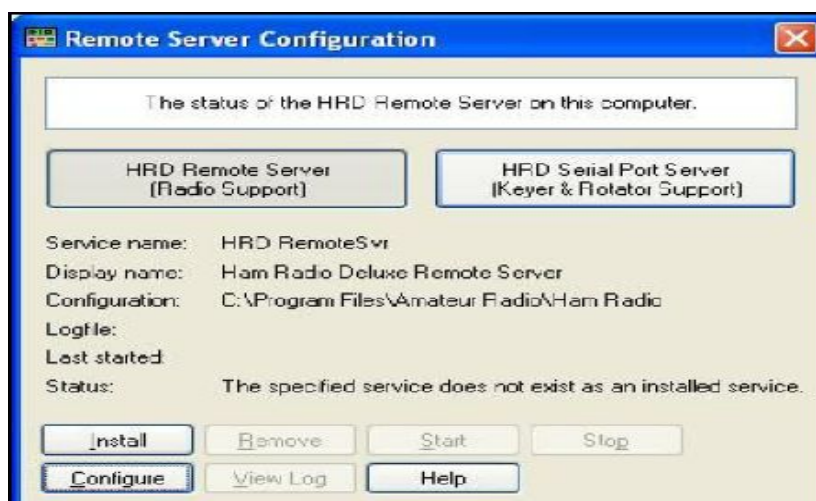 Remote Server Configuration
The status of the HRD Remote Server on this computer.
HRD Remote Server
(Radio Support)
HRD Serial Port Server
(Keyer & Rotator Support)
Service name: HRD RemoteSvr
Display name: Ham Radio Deluxe Remote Server
Configuration: C:\Program Files\Amateur Radio\Ham Radio
Logfile:
Last started:
Status: The specified service does not exist as an installed service.
Install Remove Start Stop
Configure View Log Help